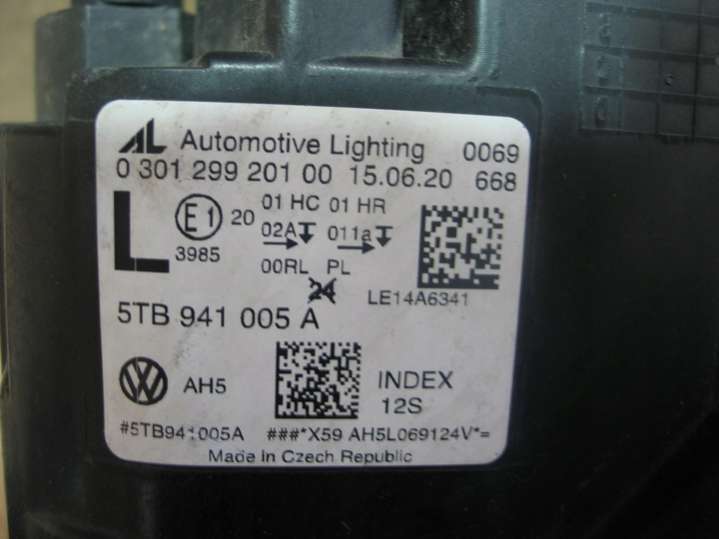 AL Automotive Lighting 0069
0 301 299 201 00 15.06.20 668
L E1 20 01 HC 01 HR
3985 02A 011a
00RL PL
24
LE14A6341
5TB 941 005 A
VW AH5 INDEX
12S
#5TB941005A ###*X59 AH5L069124V*=
Made in Czech Republic